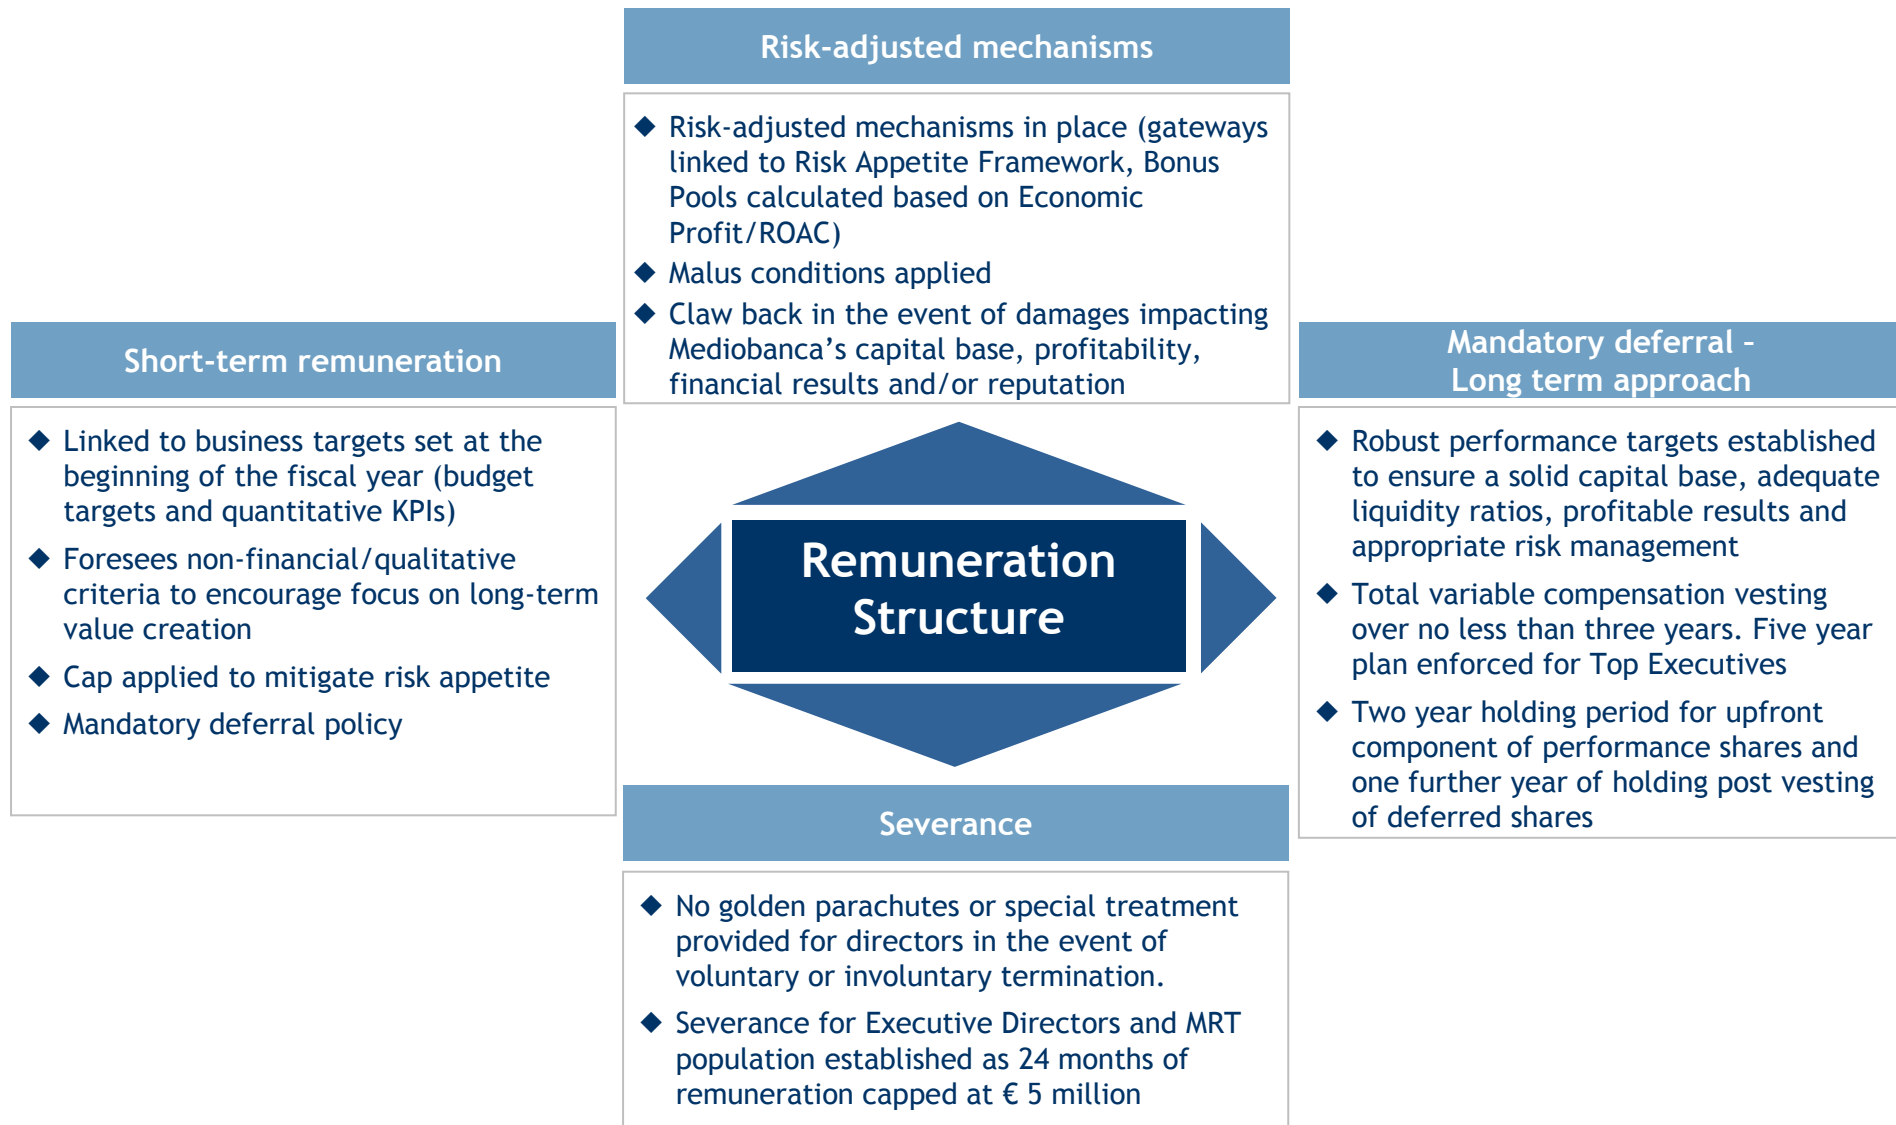 Risk-adjusted mechanisms
◆ Risk-adjusted mechanisms in place (gateways
linked to Risk Appetite Framework, Bonus
Pools calculated based on Economic
Profit/ROAC)
◆ Malus conditions applied
◆ Claw back in the event of damages impacting
Mediobanca’s capital base, profitability,
financial results and/or reputation
Short-term remuneration
◆ Linked to business targets set at the
beginning of the fiscal year (budget
targets and quantitative KPIs)
◆ Foresees non-financial/qualitative
criteria to encourage focus on long-term
value creation
◆ Cap applied to mitigate risk appetite
◆ Mandatory deferral policy
Remuneration
Structure
Mandatory deferral –
Long term approach
◆ Robust performance targets established
to ensure a solid capital base, adequate
liquidity ratios, profitable results and
appropriate risk management
◆ Total variable compensation vesting
over no less than three years. Five year
plan enforced for Top Executives
◆ Two year holding period for upfront
component of performance shares and
one further year of holding post vesting
of deferred shares
Severance
◆ No golden parachutes or special treatment
provided for directors in the event of
voluntary or involuntary termination.
◆ Severance for Executive Directors and MRT
population established as 24 months of
remuneration capped at € 5 million